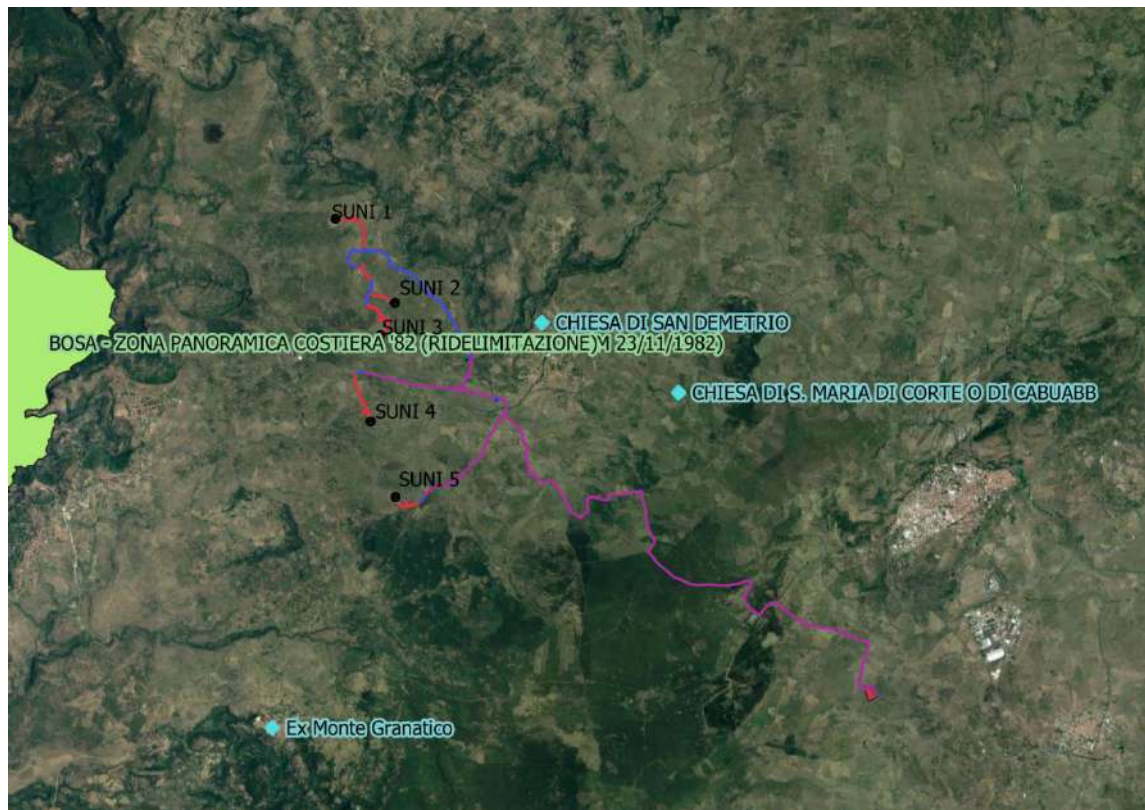 SUNI 1
SUNI 2
CHIESA DI SAN DEMETRIO
SUNI 3
BOSA - ZONA PANORAMICA COSTIERA '82 (RIDELIMITAZIONE)M 23/11/1982)
CHIESA DI S. MARIA DI CORTE O DI CABUABB
SUNI 4
SUNI 5
Ex Monte Granatico